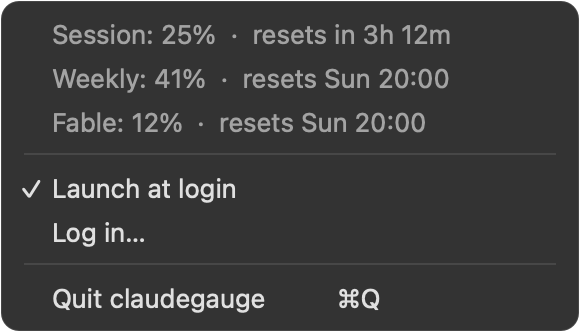 Session: 25% · resets in 3h 12m
Weekly: 41% · resets Sun 20:00
Fable: 12% · resets Sun 20:00
✓ Launch at login
Log in...
Quit claudegauge ⌘Q